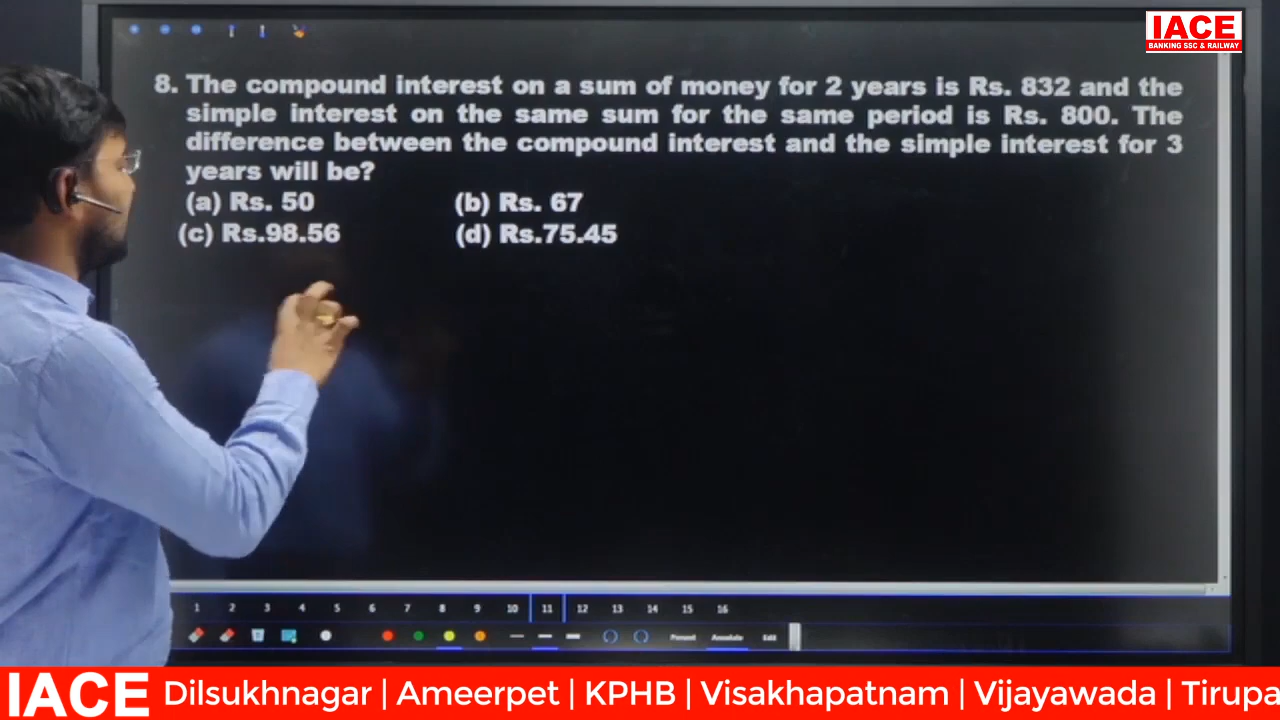 IACE
BANKING SSC & RAILWAY
8. The compound interest on a sum of money for 2 years is Rs. 832 and the
simple interest on the same sum for the same period is Rs. 800. The
difference between the compound interest and the simple interest for 3
years will be?
(a) Rs. 50 (b) Rs. 67
(c) Rs.98.56 (d) Rs.75.45
1 2 3 4 5 6 7 8 9 10 11 12 13 14 15 16
Present Annotate Edit
IACE Dilsukhnagar | Ameerpet | KPHB | Visakhapatnam | Vijayawada | Tirupa